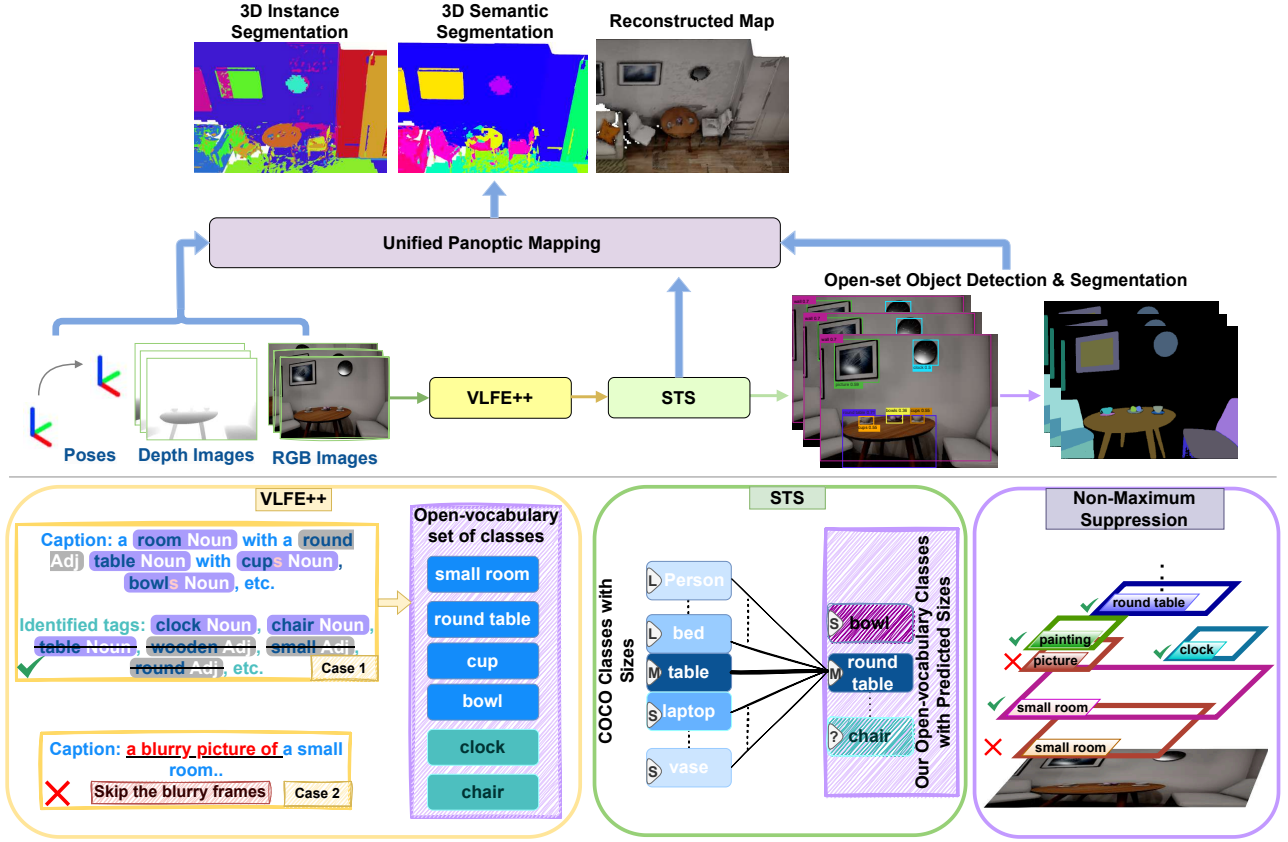 3D Instance
Segmentation
3D Semantic
Segmentation
Reconstructed Map
Unified Panoptic Mapping
Open-set Object Detection & Segmentation
VLFE++
STS
Poses
Depth Images
RGB Images
VLFE++
Caption: a room Noun with a round
Adj table Noun with cups Noun,
bowls Noun, etc.
Identified tags: clock Noun, chair Noun,
table Noun, wooden Adj, small Adj,
round Adj, etc.
Case 1
Caption: a blurry picture of a small
room..
Skip the blurry frames
Case 2
Open-vocabulary
set of classes
small room
round table
cup
bowl
clock
chair
STS
COCO Classes with
Sizes
L Person
L bed
M table
S laptop
S vase
S bowl
M round
table
? chair
Our Open-vocabulary Classes
with Predicted Sizes
Non-Maximum
Suppression
round table
painting
clock
picture
small room
small room